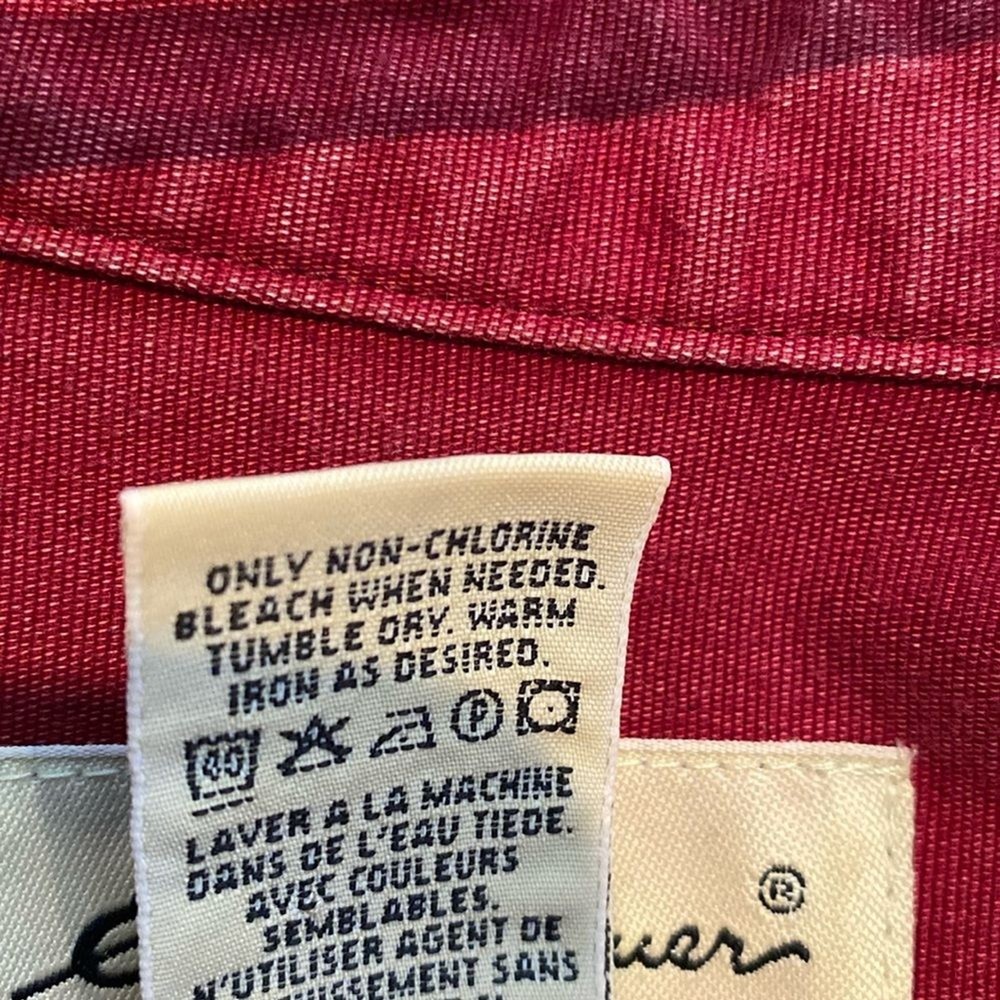 ONLY NON-CHLORINE
BLEACH WHEN NEEDED.
TUMBLE DRY. WARM
IRON AS DESIRED.
40 P
LAVER A LA MACHINE
DANS DE L'EAU TIEDE.
AVEC COULEURS
SEMBLABLES.
N'UTILISER AGENT DE
SANS
®